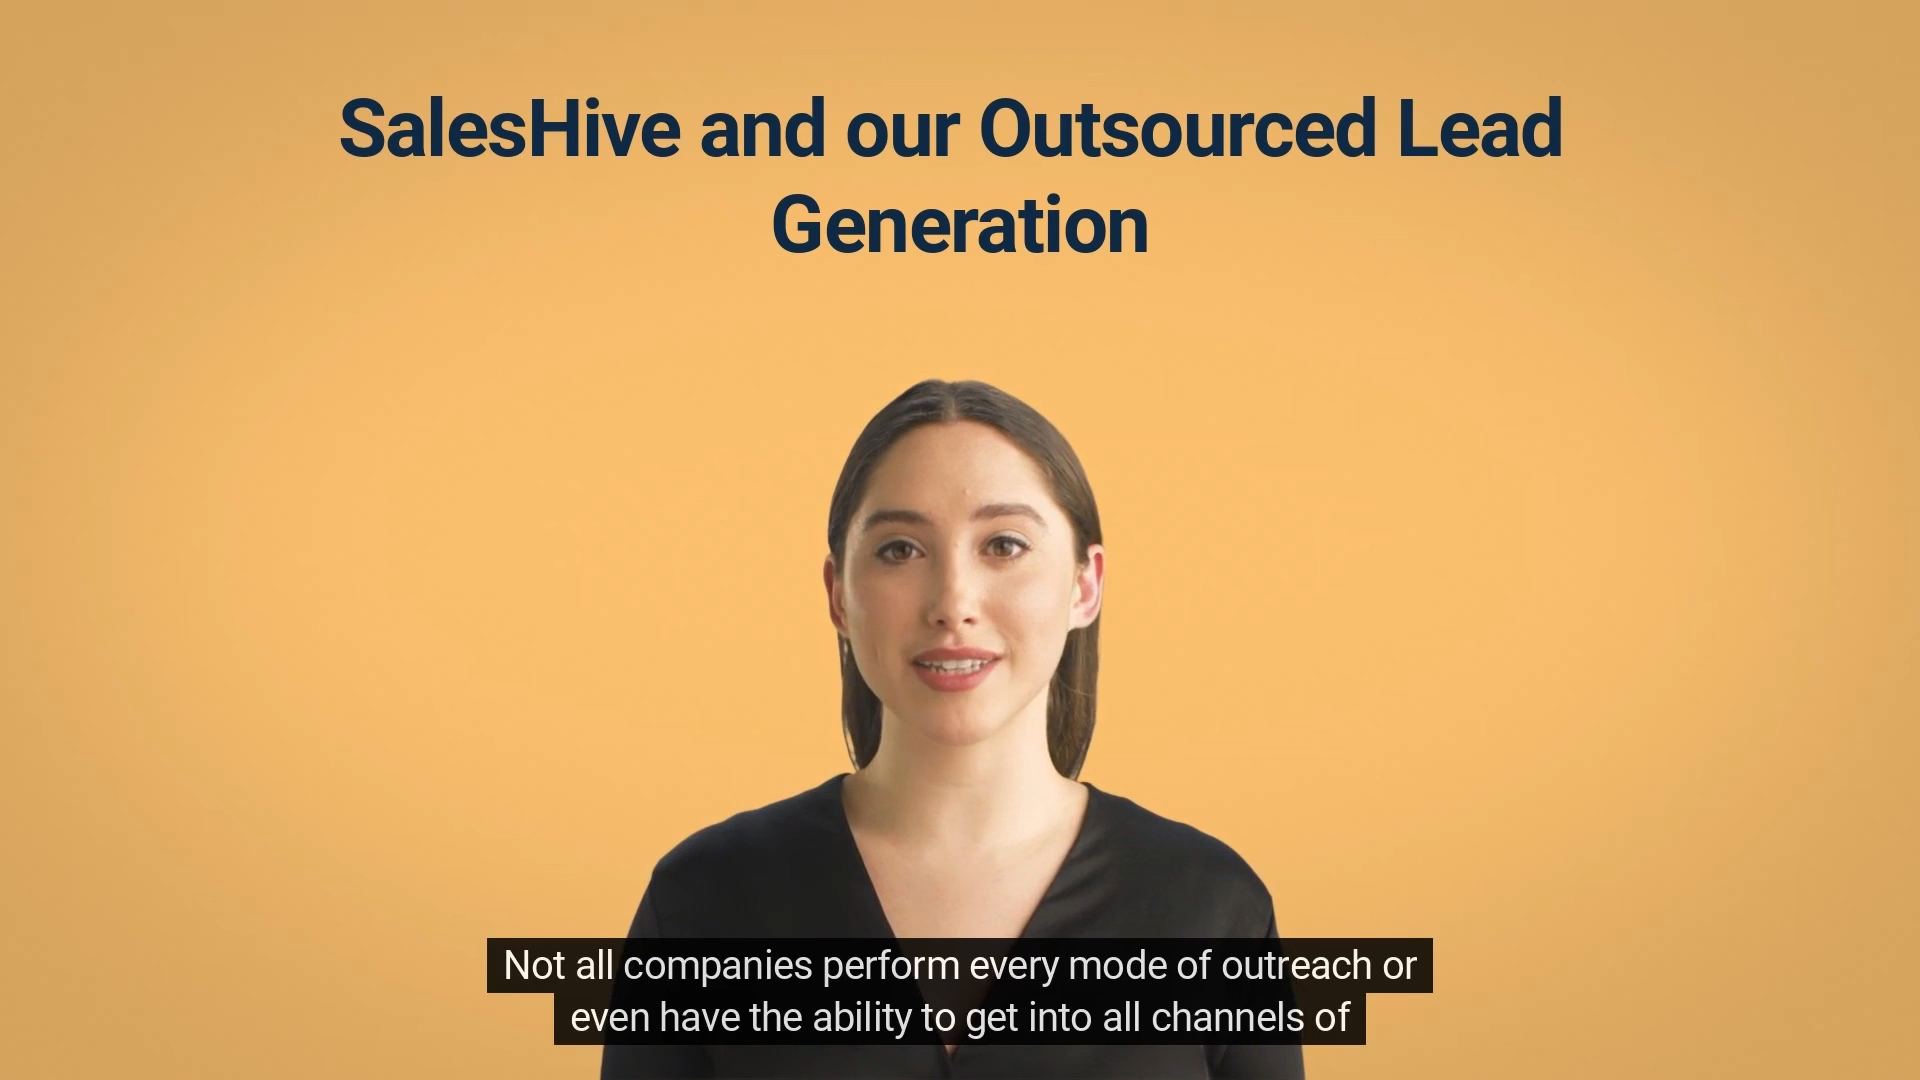 SalesHive and our Outsourced Lead
Generation
Not all companies perform every mode of outreach or
even have the ability to get into all channels of